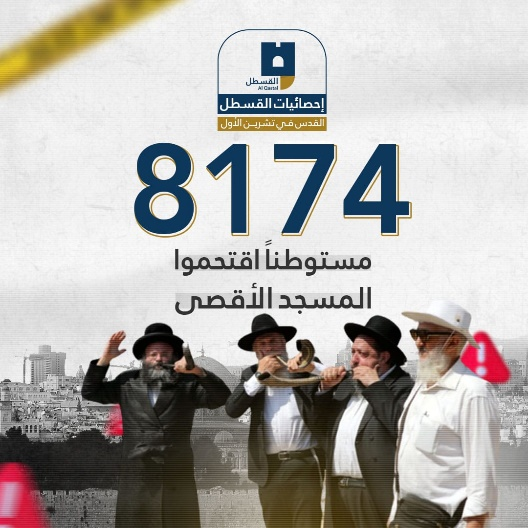 القسطل
Al Qastal
إحصائيات القسطل
القدس في تشرين الأول
8174
مستوطناً اقتحموا
المسجد الأقصى